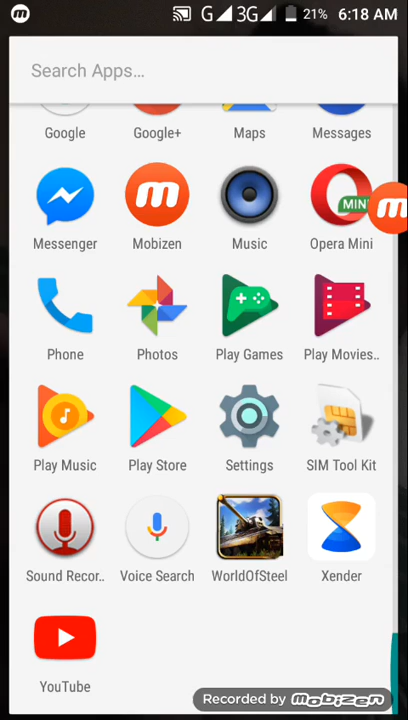 G 3G 21% 6:18 AM
Search Apps...
Google Google+ Maps Messages
MINI
Messenger Mobizen Music Opera Mini
Phone Photos Play Games Play Movies..
Play Music Play Store Settings SIM Tool Kit
Sound Recor.. Voice Search WorldOfSteel Xender
YouTube
Recorded by mobizen